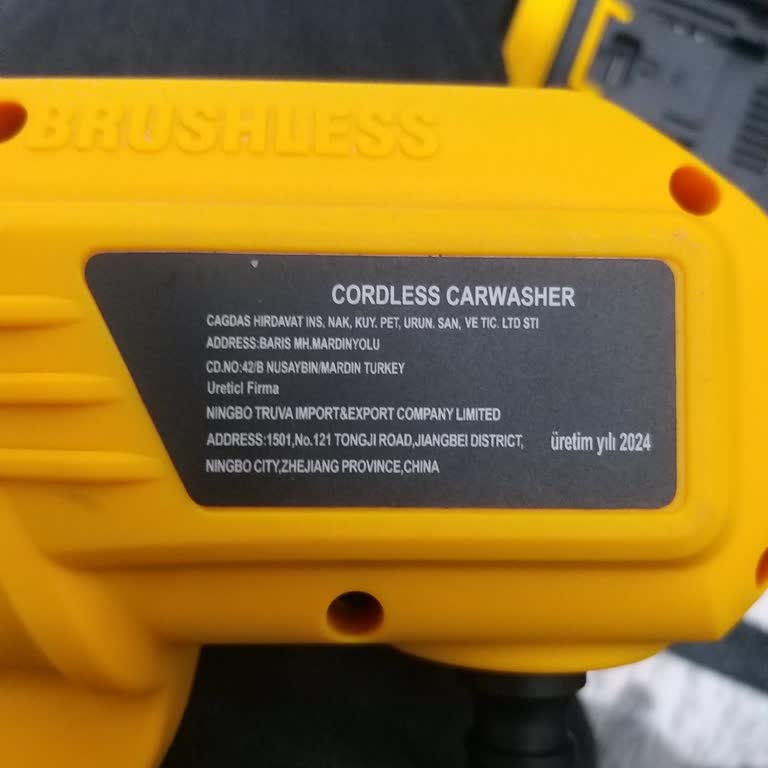 BRUSHLESS
CORDLESS CARWASHER
CAGDAS HIRDAVAT INS, NAK, KUY. PET, URUN. SAN, VE TIC. LTD STI
ADDRESS:BARIS MH.MARDINYOLU
CD.NO:42/B NUSAYBIN/MARDIN TURKEY
Ureticl Firma
NINGBO TRUVA IMPORT&EXPORT COMPANY LIMITED
ADDRESS:1501,No.121 TONGJI ROAD,JIANGBEI DISTRICT, üretim yılı 2024
NINGBO CITY,ZHEJIANG PROVINCE,CHINA